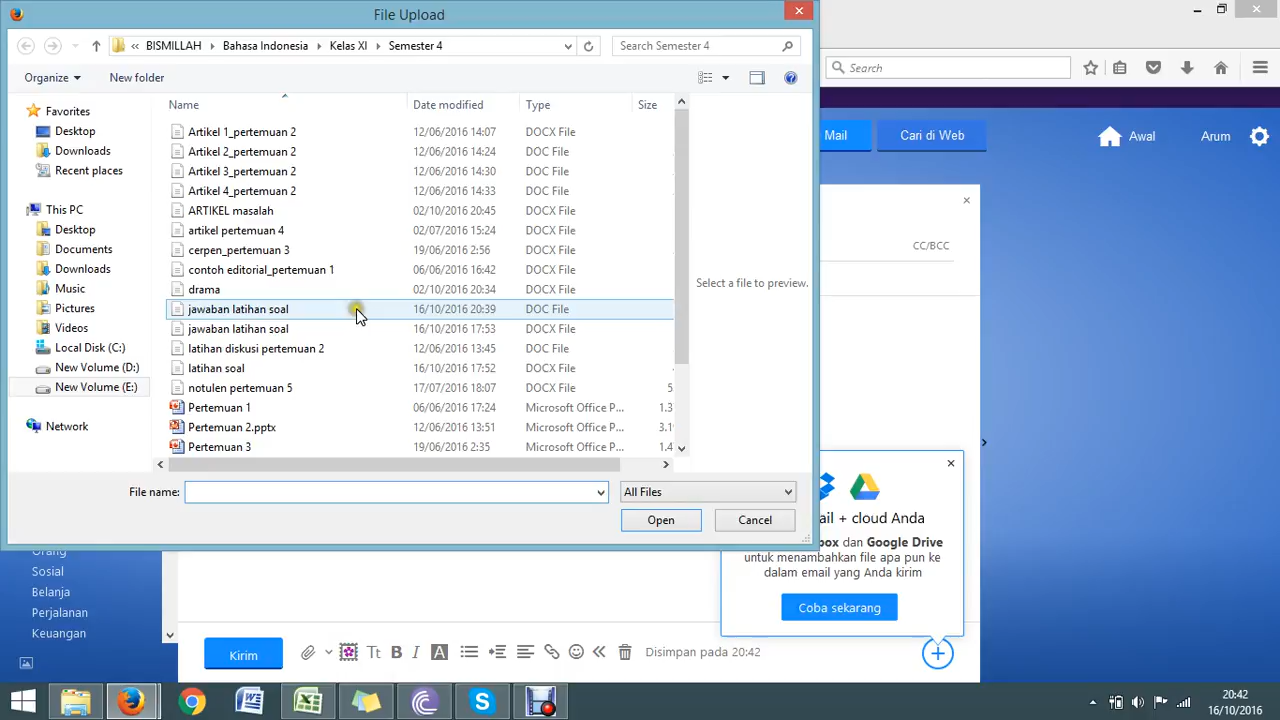 File Upload
« BISMILLAH Bahasa Indonesia Kelas XI Semester 4
Search Semester 4
Search
Organize New folder
Name Date modified Type Size
Favorites
Desktop
Downloads
Recent places
This PC
Desktop
Documents
Downloads
Music
Pictures
Videos
Local Disk (C:)
New Volume (D:)
New Volume (E:)
Network
Artikel 1_pertemuan 2 12/06/2016 14:07 DOCX File
Artikel 2_pertemuan 2 12/06/2016 14:24 DOC File
Artikel 3_pertemuan 2 12/06/2016 14:30 DOC File
Artikel 4_pertemuan 2 12/06/2016 14:33 DOC File
ARTIKEL masalah 02/10/2016 20:45 DOCX File
artikel pertemuan 4 02/07/2016 15:24 DOCX File
cerpen_pertemuan 3 19/06/2016 2:56 DOCX File
contoh editorial_pertemuan 1 06/06/2016 16:42 DOCX File
drama 02/10/2016 20:34 DOCX File
jawaban latihan soal 16/10/2016 20:39 DOC File
jawaban latihan soal 16/10/2016 17:53 DOCX File
latihan diskusi pertemuan 2 12/06/2016 13:45 DOC File
latihan soal 16/10/2016 17:52 DOCX File
notulen pertemuan 5 17/07/2016 18:07 DOCX File 5
Pertemuan 1 06/06/2016 17:24 Microsoft Office P... 1.3
Pertemuan 2.pptx 12/06/2016 13:51 Microsoft Office P... 3.1
Pertemuan 3 19/06/2016 2:35 Microsoft Office P... 1.4
Select a file to preview.
File name:
All Files
Open Cancel
Mail Cari di Web Awal Arum
CC/BCC
ail + cloud Anda
box dan Google Drive
untuk menambahkan file apa pun ke
dalam email yang Anda kirim
Coba sekarang
Orang
Sosial
Belanja
Perjalanan
Keuangan
Kirim
Tt B I A
Disimpan pada 20:42
20:42
16/10/2016